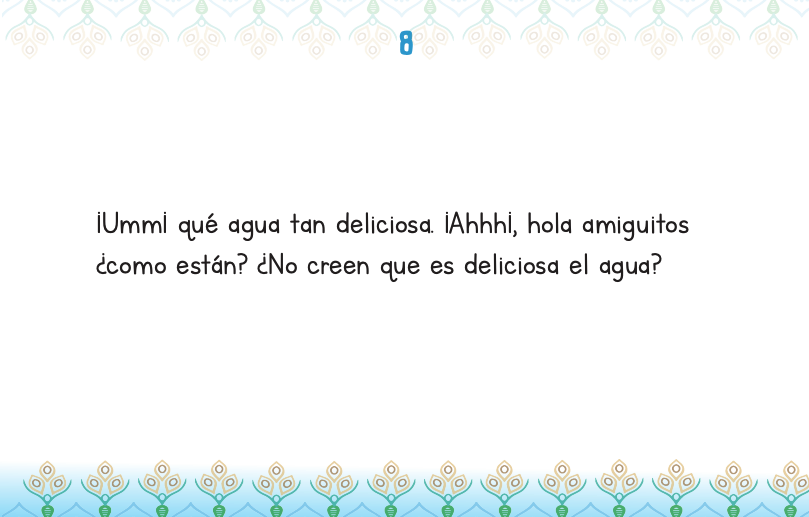 8
¡Umm¡ qué agua tan deliciosa. ¡Ahhh¡, hola amiguitos
¿como están? ¿No creen que es deliciosa el agua?